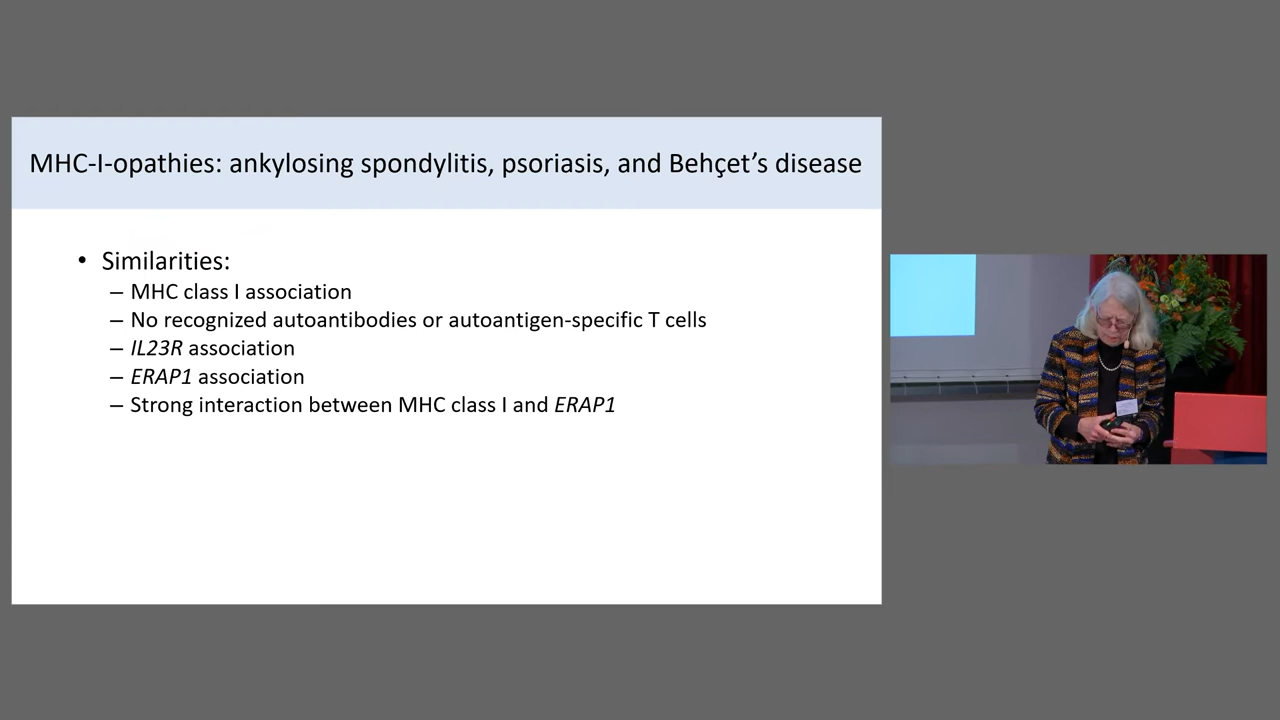 MHC-I-opathies: ankylosing spondylitis, psoriasis, and Behçet’s disease
• Similarities:
– MHC class I association
– No recognized autoantibodies or autoantigen-specific T cells
– IL23R association
– ERAP1 association
– Strong interaction between MHC class I and ERAP1